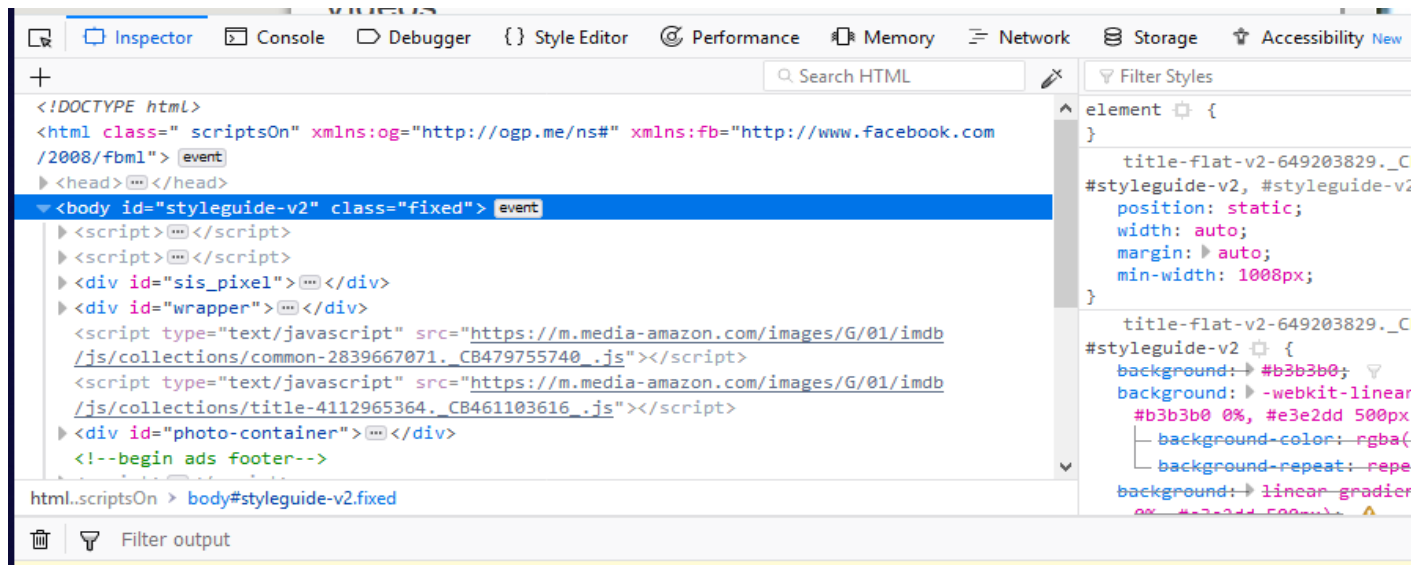 Videos
Inspector Console Debugger {} Style Editor Performance Memory Network Storage Accessibility New
+ Search HTML Filter Styles
<!DOCTYPE html>
<html class=" scriptsOn" xmlns:og="http://ogp.me/ns#" xmlns:fb="http://www.facebook.com
/2008/fbml"> event
<head></head>
<body id="styleguide-v2" class="fixed"> event
<script></script>
<script></script>
<div id="sis_pixel"></div>
<div id="wrapper"></div>
<script type="text/javascript" src="https://m.media-amazon.com/images/G/01/imdb
/js/collections/common-2839667071._CB479755740_.js"></script>
<script type="text/javascript" src="https://m.media-amazon.com/images/G/01/imdb
/js/collections/title-4112965364._CB461103616_.js"></script>
<div id="photo-container"></div>
<!--begin ads footer-->
html..scriptsOn > body#styleguide-v2.fixed
element {
}
title-flat-v2-649203829._C
#styleguide-v2, #styleguide-v2
position: static;
width: auto;
margin: auto;
min-width: 1008px;
}
title-flat-v2-649203829._C
#styleguide-v2 {
background: #b3b3b0;
background: -webkit-linear
#b3b3b0 0%, #e3e2dd 500px
background-color: rgba(
background-repeat: repe
background: linear-gradien
0%, #e3e2dd 500px);
Filter output